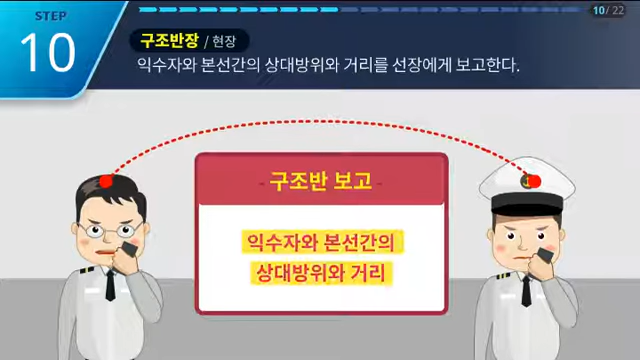 STEP
10
10/ 22
구조반장 / 현장
익수자와 본선간의 상대방위와 거리를 선장에게 보고한다.
- 구조반 보고 -
익수자와 본선간의
상대방위와 거리